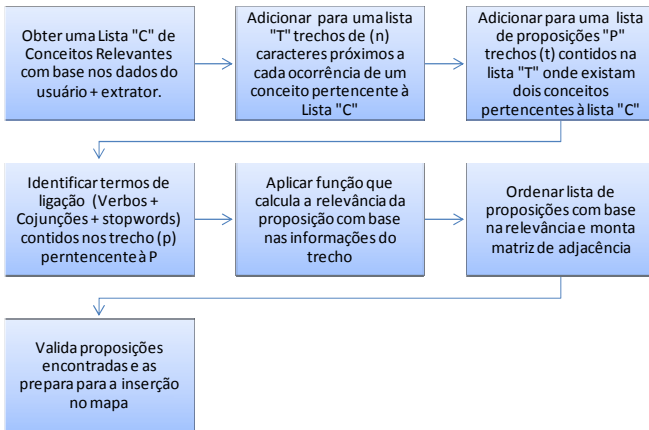 Obter uma Lista "C" de
Conceitos Relevantes
com base nos dados do
usuário + extrator.
Adicionar para uma lista
"T" trechos de (n)
caracteres próximos a
cada ocorrência de um
conceito pertencente à
Lista "C"
Adicionar para uma lista
de proposições "P"
trechos (t) contidos na
lista "T" onde existam
dois conceitos
pertencentes à lista "C"
Identificar termos de
ligação (Verbos +
Cojunções + stopwords)
contidos nos trecho (p)
perntencente à P
Aplicar função que
calcula a relevância da
proposição com base
nas informações do
trecho
Ordenar lista de
proposições com base
na relevância e monta
matriz de adjacência
Valida proposições
encontradas e as
prepara para a inserção
no mapa